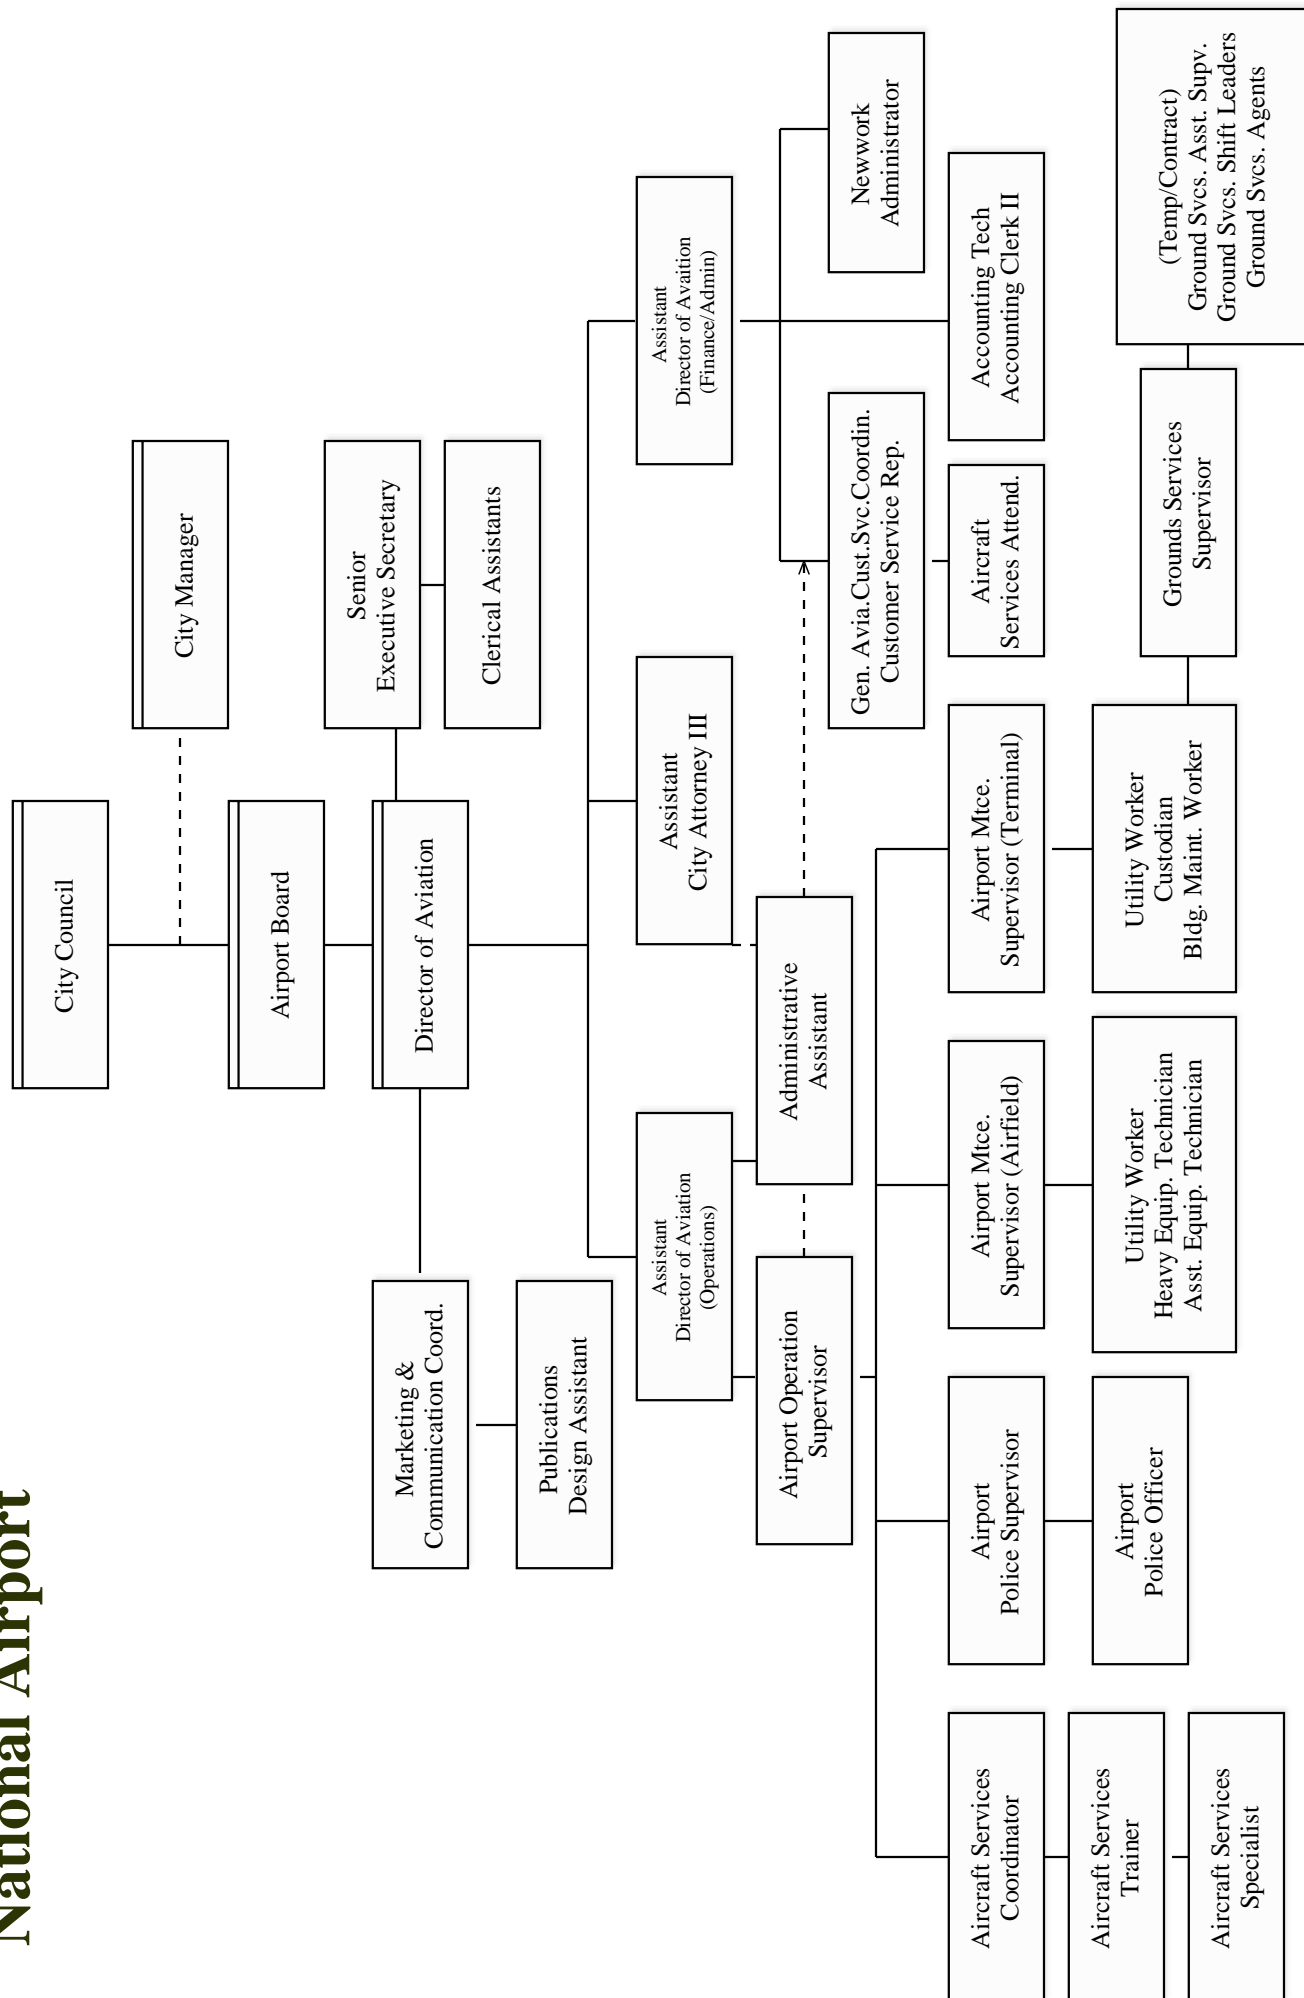 National Airport
City Council
City Manager
Airport Board
Senior
Executive Secretary
Director of Aviation
Clerical Assistants
Marketing &
Communication Coord.
Publications
Design Assistant
Assistant
Director of Aviation
(Operations)
Assistant
City Attorney III
Assistant
Director of Avaition
(Finance/Admin)
Airport Operation
Supervisor
Administrative
Assistant
Gen. Avia.Cust.Svc.Coordin.
Customer Service Rep.
Newwork
Administrator
Aircraft Services
Coordinator
Airport
Police Supervisor
Airport Mtce.
Supervisor (Airfield)
Airport Mtce.
Supervisor (Terminal)
Aircraft
Services Attend.
Accounting Tech
Accounting Clerk II
Aircraft Services
Trainer
Airport
Police Officer
Utility Worker
Heavy Equip. Technician
Asst. Equip. Technician
Utility Worker
Custodian
Bldg. Maint. Worker
Grounds Services
Supervisor
(Temp/Contract)
Ground Svcs. Asst. Supv.
Ground Svcs. Shift Leaders
Ground Svcs. Agents
Aircraft Services
Specialist